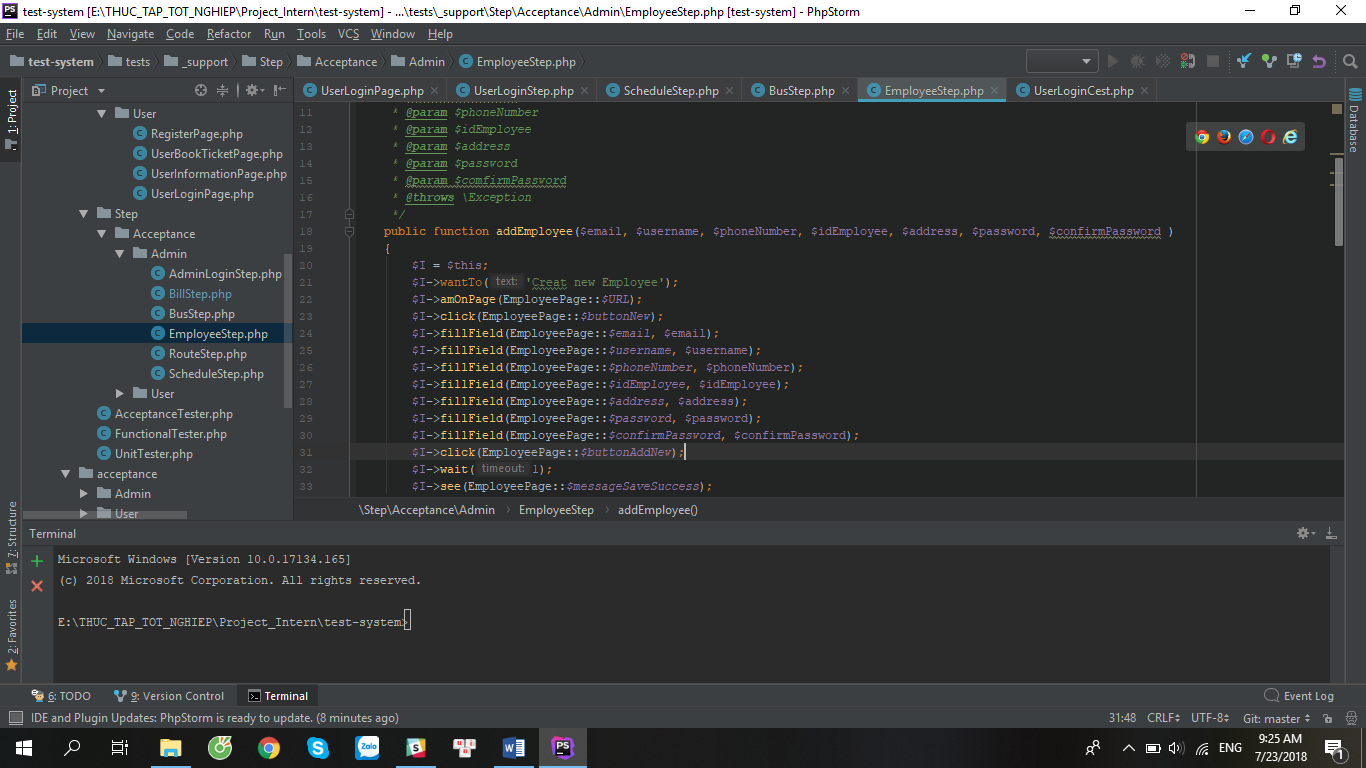 test-system [E:\THUC_TAP_TOT_NGHIEP\Project_Intern\test-system] - ...\tests\_support\Step\Acceptance\Admin\EmployeeStep.php [test-system] - PhpStorm
File Edit View Navigate Code Refactor Run Tools VCS Window Help
test-system tests _support Step Acceptance Admin EmployeeStep.php
1: Project
7: Structure
2: Favorites
Project
User
RegisterPage.php
UserBookTicketPage.php
UserInformationPage.php
UserLoginPage.php
Step
Acceptance
Admin
AdminLoginStep.php
BillStep.php
BusStep.php
EmployeeStep.php
RouteStep.php
ScheduleStep.php
User
AcceptanceTester.php
FunctionalTester.php
UnitTester.php
acceptance
Admin
User
UserLoginPage.php UserLoginStep.php ScheduleStep.php BusStep.php EmployeeStep.php UserLoginCest.php
11 * @param $phoneNumber
12 * @param $idEmployee
13 * @param $address
14 * @param $password
15 * @param $comfirmPassword
16 * @throws \Exception
17 */
18 public function addEmployee($email, $username, $phoneNumber, $idEmployee, $address, $password, $confirmPassword )
19 {
20 $I = $this;
21 $I->wantTo( text: 'Creat new Employee');
22 $I->amOnPage(EmployeePage::$URL);
23 $I->click(EmployeePage::$buttonNew);
24 $I->fillField(EmployeePage::$email, $email);
25 $I->fillField(EmployeePage::$username, $username);
26 $I->fillField(EmployeePage::$phoneNumber, $phoneNumber);
27 $I->fillField(EmployeePage::$idEmployee, $idEmployee);
28 $I->fillField(EmployeePage::$address, $address);
29 $I->fillField(EmployeePage::$password, $password);
30 $I->fillField(EmployeePage::$confirmPassword, $confirmPassword);
31 $I->click(EmployeePage::$buttonAddNew);
32 $I->wait( timeout: 1);
33 $I->see(EmployeePage::$messageSaveSuccess);
\Step\Acceptance\Admin EmployeeStep addEmployee()
Database
Terminal
Microsoft Windows [Version 10.0.17134.165]
(c) 2018 Microsoft Corporation. All rights reserved.
E:\THUC_TAP_TOT_NGHIEP\Project_Intern\test-system>
6: TODO 9: Version Control Terminal Event Log
IDE and Plugin Updates: PhpStorm is ready to update. (8 minutes ago) 31:48 CRLF UTF-8 Git: master
Zalo
ENG
9:25 AM
7/23/2018
1